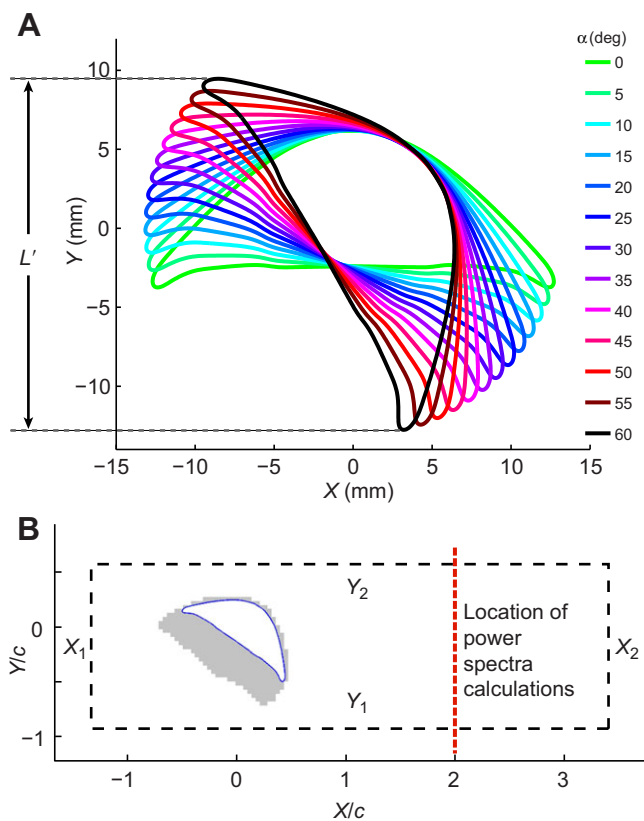 A
α (deg)
0
5
10
15
20
25
30
35
40
45
50
55
60
10
5
0
−5
−10
Y (mm)
L′
−15
−10
−5
0
5
10
15
X (mm)
B
0
−1
Y/c
X1
Y2
Y1
X2
Location of
power
spectra
calculations
−1
0
1
2
3
X/c